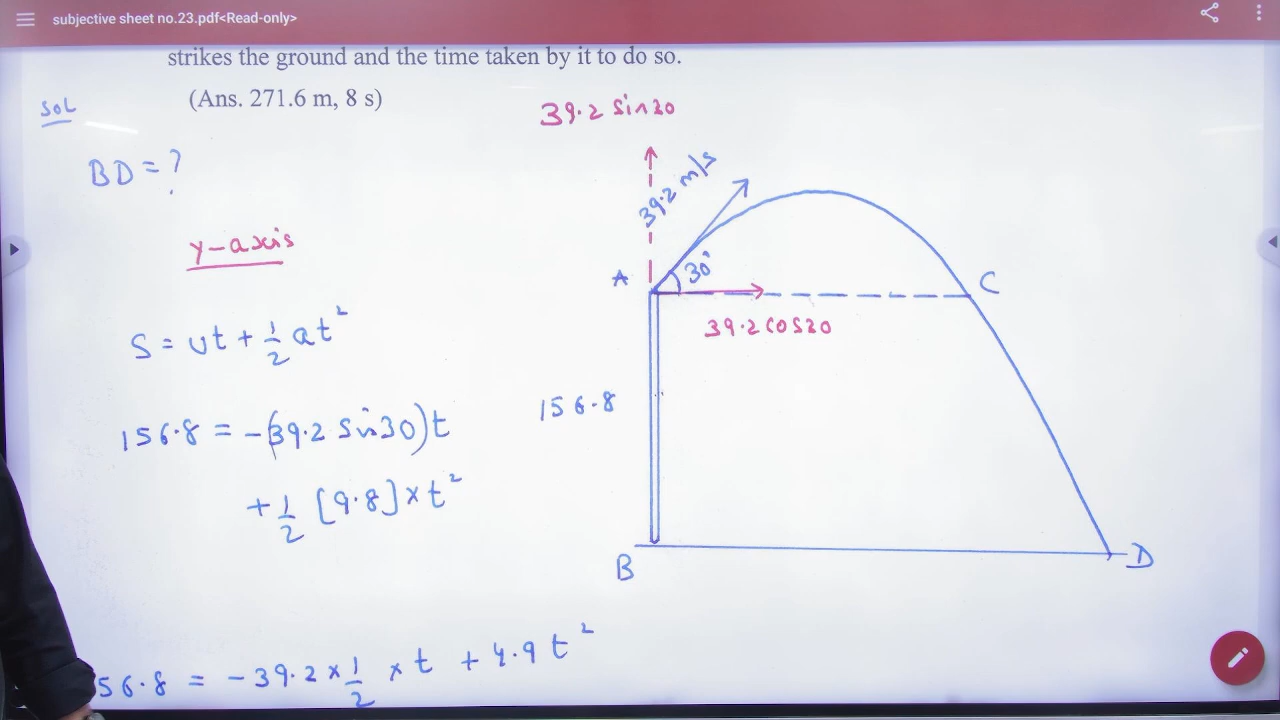 subjective sheet no.23.pdf<Read-only>
strikes the ground and the time taken by it to do so.
(Ans. 271.6 m, 8 s)
SOL
BD = ?
y-axis
S = ut + 1/2 at²
156.8 = -(39.2 sin30)t
+ 1/2 [9.8] × t²
56.8 = -39.2 × 1/2 × t + 4.9 t²
39.2 sin30
39.2 m/s
A
30°
C
39.2 cos30
156.8
B
D